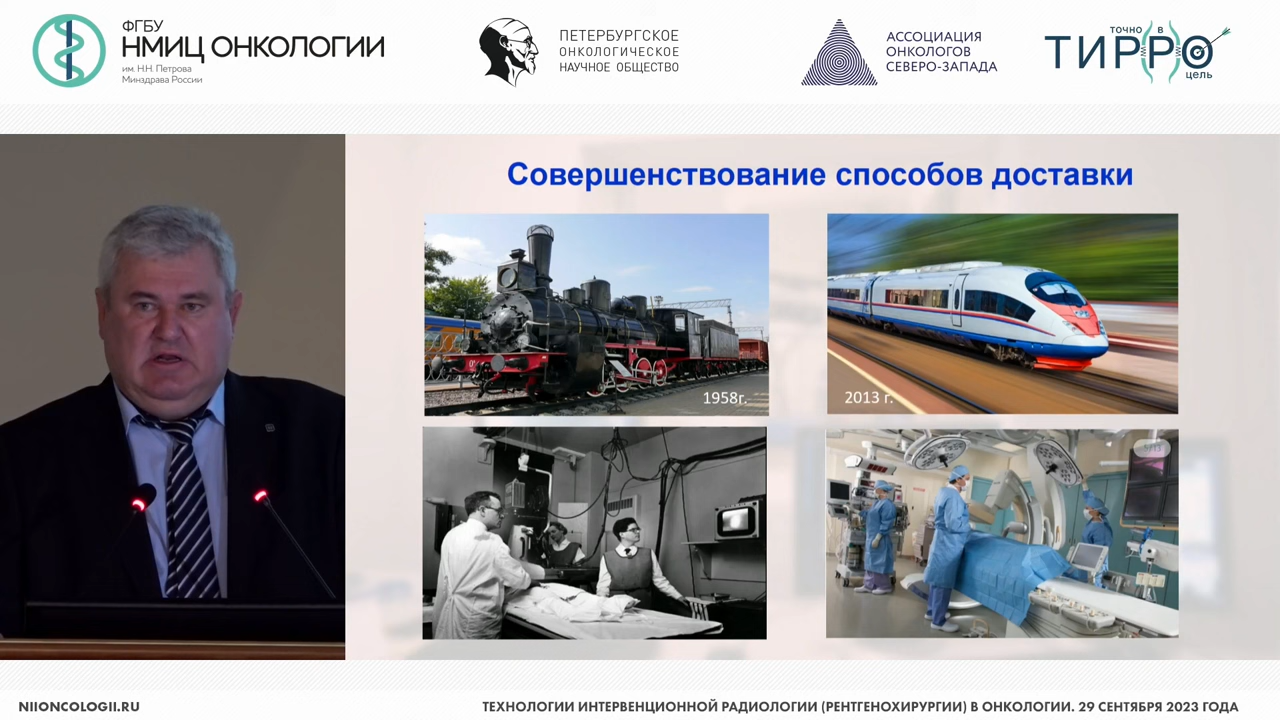 ФГБУ
НМИЦ ОНКОЛОГИИ
им. Н.Н. Петрова
Минздрава России
ПЕТЕРБУРГСКОЕ
ОНКОЛОГИЧЕСКОЕ
НАУЧНОЕ ОБЩЕСТВО
АССОЦИАЦИЯ
ОНКОЛОГОВ
СЕВЕРО-ЗАПАДА
точно в
ТИРРО
цель
Совершенствование способов доставки
1958г.
2013 г.
NIIONCOLOGII.RU
ТЕХНОЛОГИИ ИНТЕРВЕНЦИОННОЙ РАДИОЛОГИИ (РЕНТГЕНОХИРУРГИИ) В ОНКОЛОГИИ. 29 СЕНТЯБРЯ 2023 ГОДА